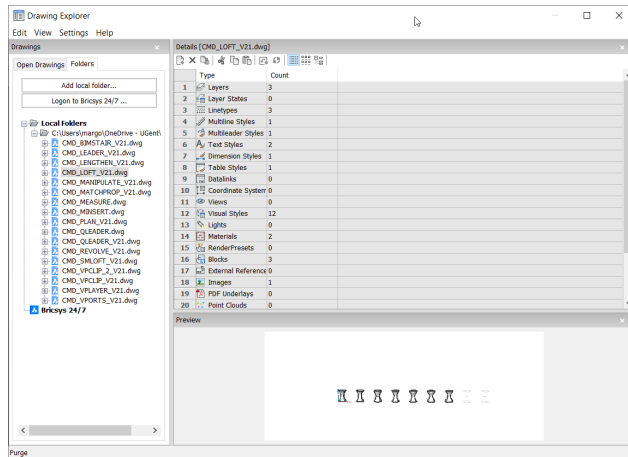 Drawing Explorer
Edit View Settings Help
Drawings
Open Drawings Folders
Add local folder...
Logon to Bricsys 24/7 ...
Local Folders
C:\Users\margo\OneDrive - UGent\
CMD_BIMSTAIR_V21.dwg
CMD_LEADER_V21.dwg
CMD_LENGTHEN_V21.dwg
CMD_LOFT_V21.dwg
CMD_MANIPULATE_V21.dwg
CMD_MATCHPROP_V21.dwg
CMD_MEASURE.dwg
CMD_MINSERT.dwg
CMD_PLAN_V21.dwg
CMD_QLEADER.dwg
CMD_QLEADER_V21.dwg
CMD_REVOLVE_V21.dwg
CMD_SMLOFT_V21.dwg
CMD_VPCLIP_2_V21.dwg
CMD_VPCLIP_V21.dwg
CMD_VPLAYER_V21.dwg
CMD_VPORTS_V21.dwg
Bricsys 24/7
Details [CMD_LOFT_V21.dwg]
Type Count
1 Layers 3
2 Layer States 0
3 Linetypes 3
4 Multiline Styles 1
5 Multileader Styles 1
6 Text Styles 2
7 Dimension Styles 1
8 Table Styles 1
9 Datalinks 0
10 Coordinate System 0
11 Views 0
12 Visual Styles 12
13 Lights 0
14 Materials 2
15 RenderPresets 0
16 Blocks 3
17 External Reference 0
18 Images 1
19 PDF Underlays 0
20 Point Clouds 0
Preview
Purge